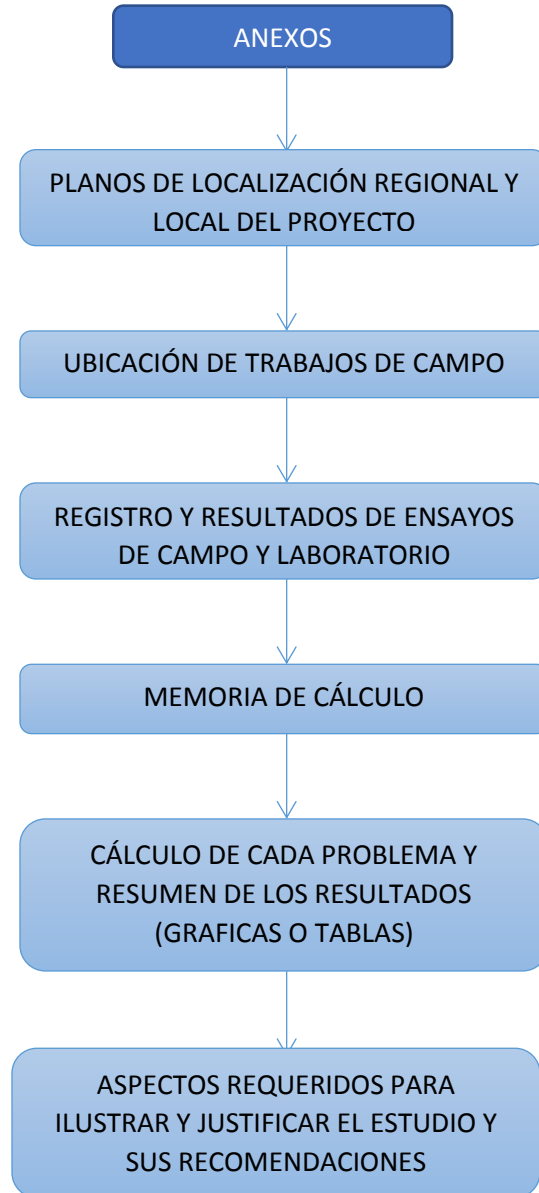 ANEXOS
PLANOS DE LOCALIZACIÓN REGIONAL Y
LOCAL DEL PROYECTO
UBICACIÓN DE TRABAJOS DE CAMPO
REGISTRO Y RESULTADOS DE ENSAYOS
DE CAMPO Y LABORATORIO
MEMORIA DE CÁLCULO
CÁLCULO DE CADA PROBLEMA Y
RESUMEN DE LOS RESULTADOS
(GRAFICAS O TABLAS)
ASPECTOS REQUERIDOS PARA
ILUSTRAR Y JUSTIFICAR EL ESTUDIO Y
SUS RECOMENDACIONES